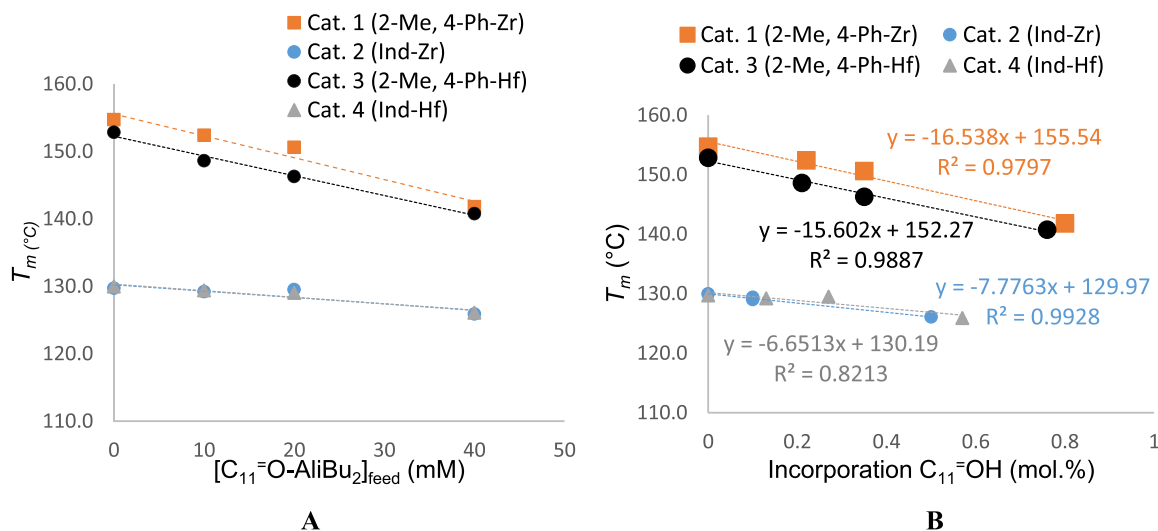 A
Cat. 1 (2-Me, 4-Ph-Zr)
Cat. 2 (Ind-Zr)
Cat. 3 (2-Me, 4-Ph-Hf)
Cat. 4 (Ind-Hf)
160.0
150.0
140.0
130.0
120.0
110.0
Tm (°C)
0 10 20 30 40 50
[C11=O-AliBu2]feed (mM)
A
B
Cat. 1 (2-Me, 4-Ph-Zr) Cat. 2 (Ind-Zr)
Cat. 3 (2-Me, 4-Ph-Hf) Cat. 4 (Ind-Hf)
160.0
150.0
140.0
130.0
120.0
110.0
Tm (°C)
y = -16.538x + 155.54
R² = 0.9797
y = -15.602x + 152.27
R² = 0.9887
y = -7.7763x + 129.97
R² = 0.9928
y = -6.6513x + 130.19
R² = 0.8213
0 0.2 0.4 0.6 0.8 1
Incorporation C11=OH (mol.%)
B